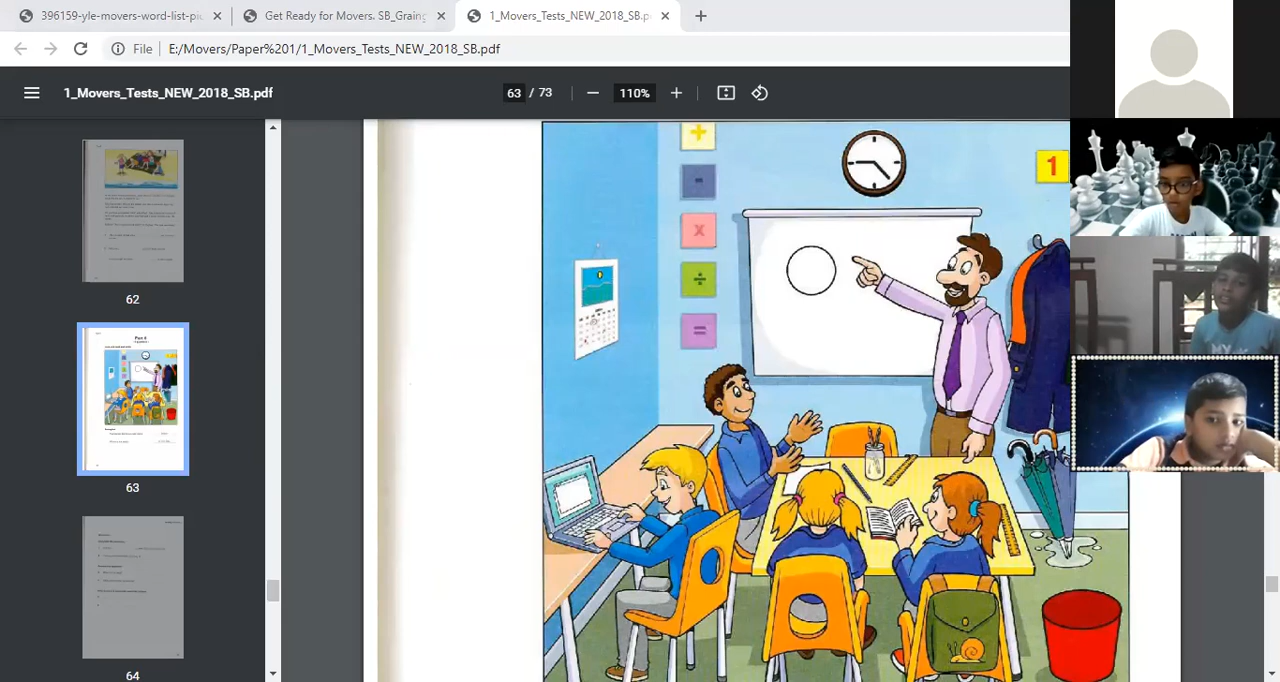 396159-yle-movers-word-list-pi
Get Ready for Movers. SB_Grain
1_Movers_Tests_NEW_2018_SB.p
File
E:/Movers/Paper%201/1_Movers_Tests_NEW_2018_SB.pdf
1_Movers_Tests_NEW_2018_SB.pdf
63 / 73
110%
+
-
x
÷
=
1
62
63
64